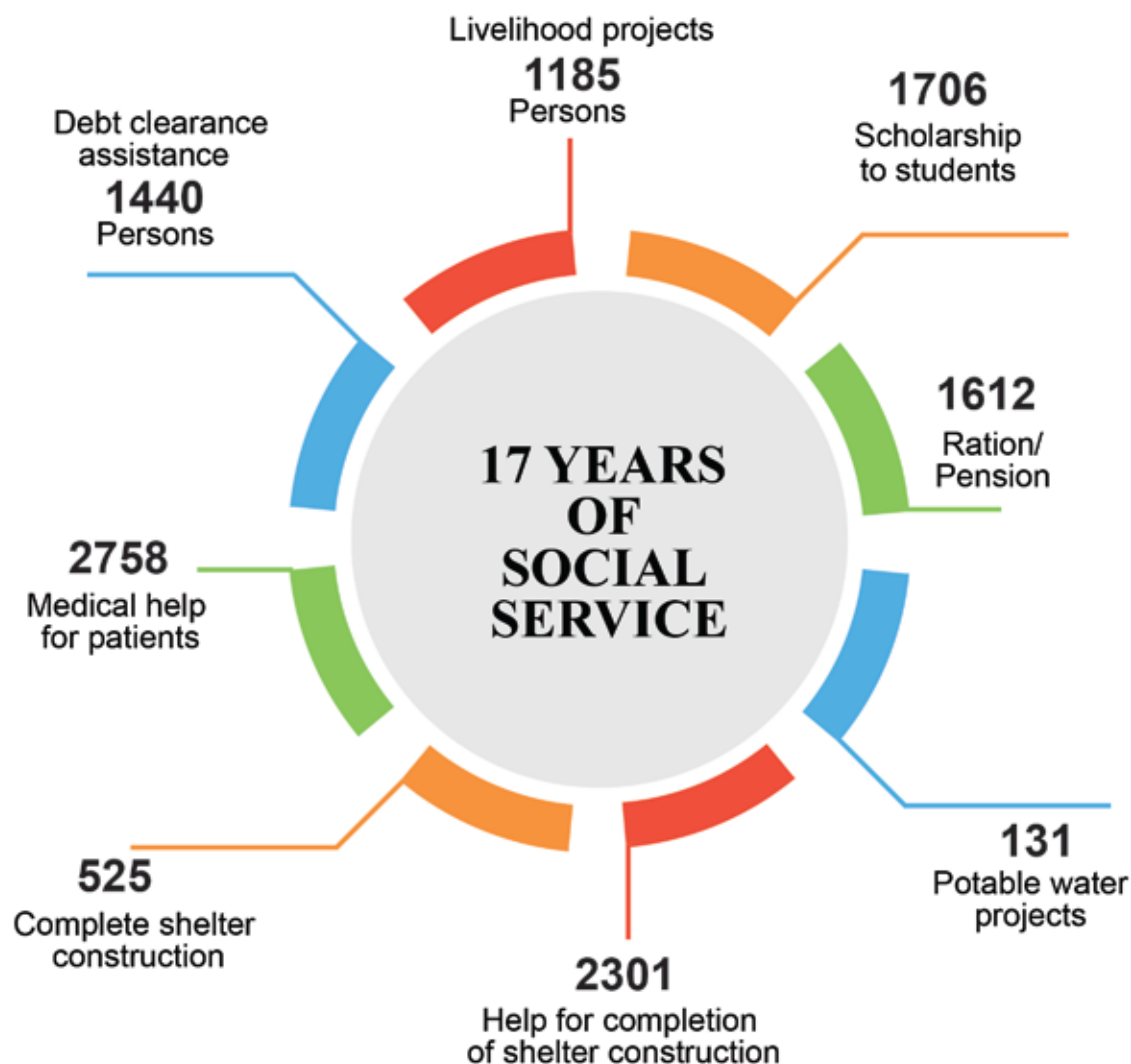 Livelihood projects
1185
Persons
1706
Scholarship
to students
1612
Ration/
Pension
131
Potable water
projects
2301
Help for completion
of shelter construction
525
Complete shelter
construction
2758
Medical help
for patients
Debt clearance
assistance
1440
Persons
17 YEARS
OF
SOCIAL
SERVICE